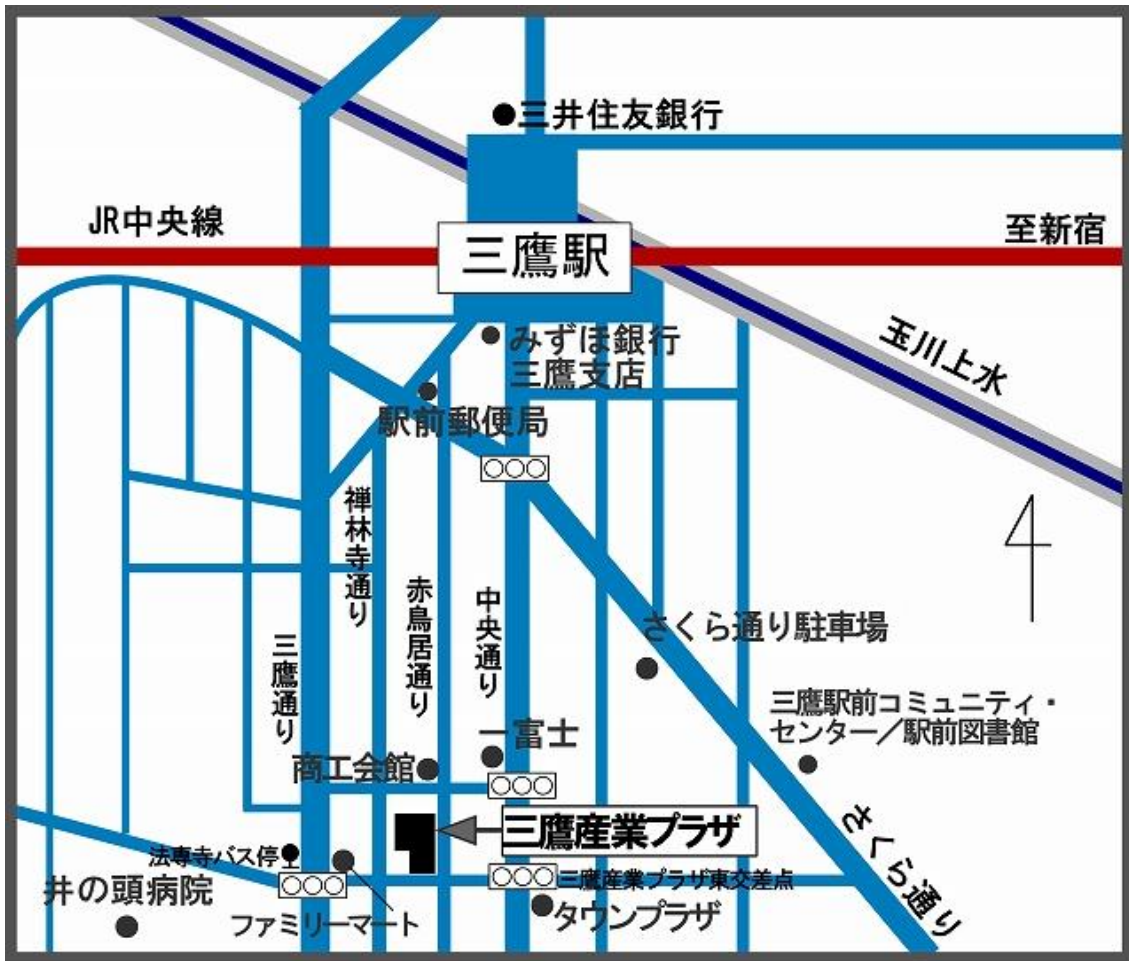 三井住友銀行
JR中央線
至新宿
三鷹駅
玉川上水
みずほ銀行
三鷹支店
駅前郵便局
禅林寺通り
赤鳥居通り
中央通り
三鷹通り
さくら通り駐車場
三鷹駅前コミュニティ・
センター／駅前図書館
一富士
商工会館
三鷹産業プラザ
さくら通り
法専寺バス停
三鷹産業プラザ東交差点
井の頭病院
ファミリーマート
タウンプラザ